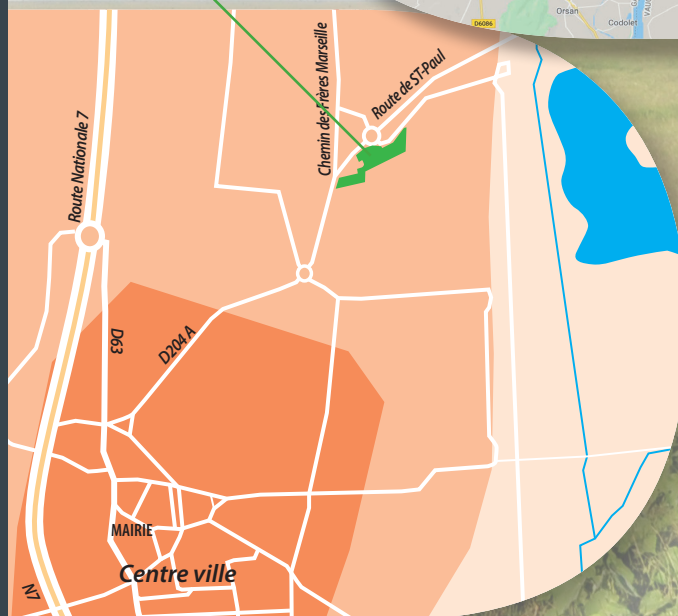 Orsan
D6086
Codolet
Route Nationale 7
Chemin des Frères Marseille
Route de ST-Paul
D63
D204 A
MAIRIE
Centre ville
N7